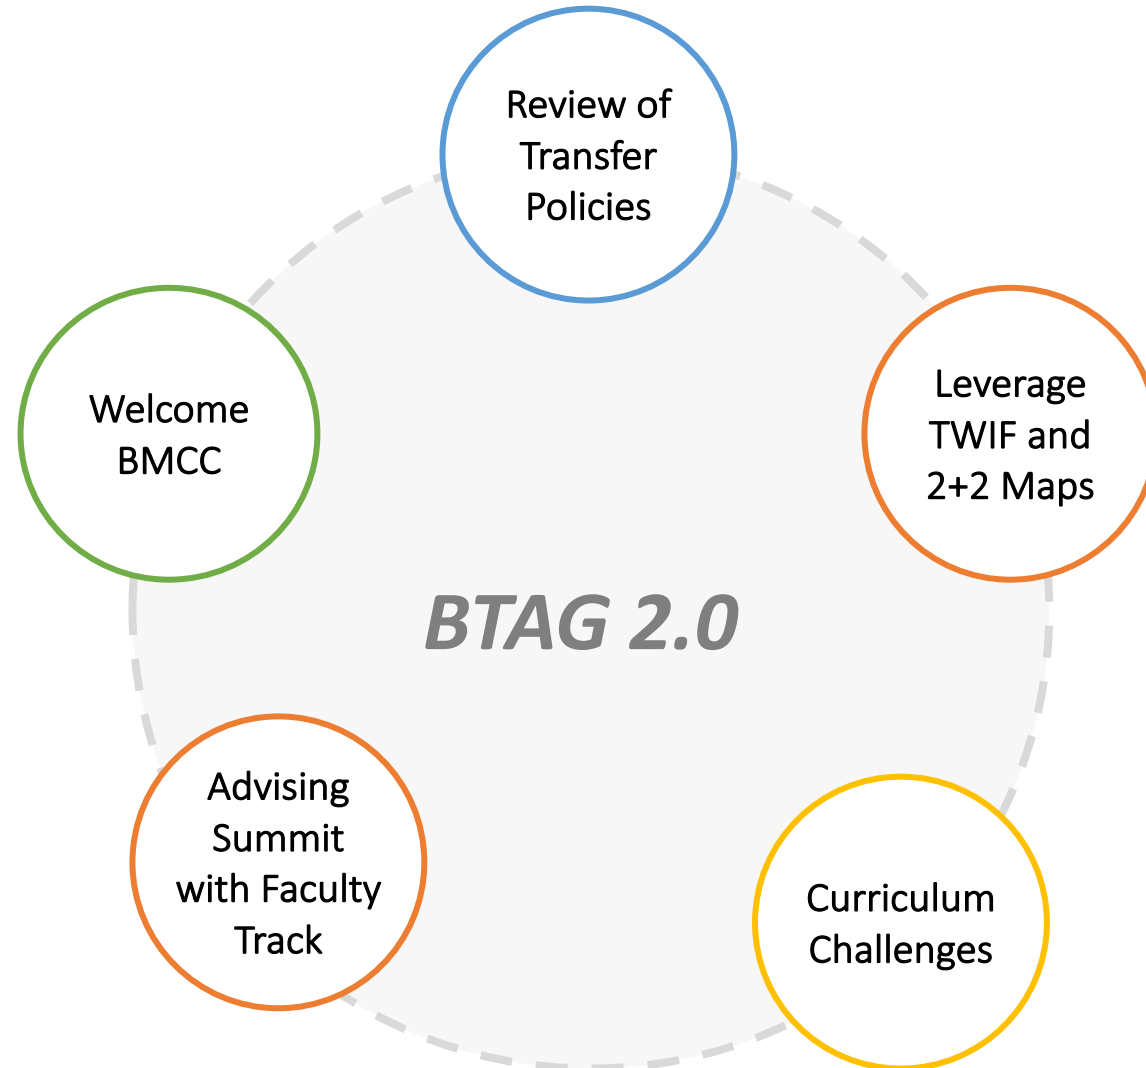 Review of
Transfer
Policies
Leverage
TWIF and
2+2 Maps
Welcome
BMCC
BTAG 2.0
Advising
Summit
with Faculty
Track
Curriculum
Challenges